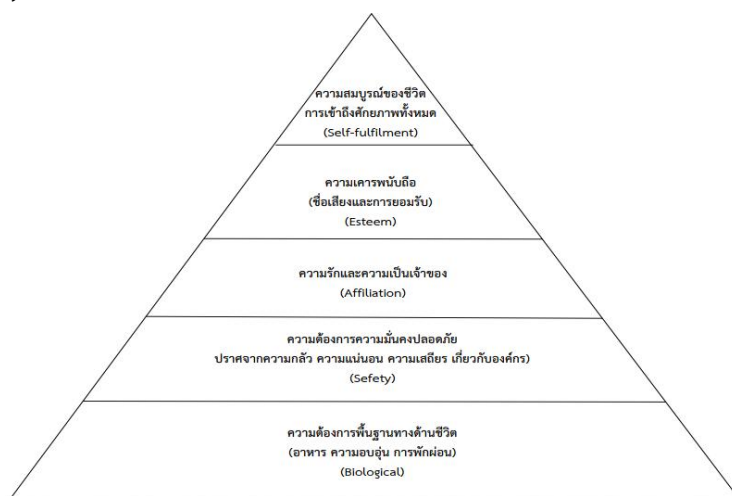 ความสมบูรณ์ของชีวิต
การเข้าถึงศักยภาพทั้งหมด
(Self-fulfilment)
ความเคารพนับถือ
(ชื่อเสียงและการยอมรับ)
(Esteem)
ความรักและความเป็นเจ้าของ
(Affiliation)
ความต้องการความมั่นคงปลอดภัย
ปราศจากความกลัว ความแน่นอน ความเสถียร เกี่ยวกับองค์กร)
(Sefety)
ความต้องการพื้นฐานทางด้านชีวิต
(อาหาร ความอบอุ่น การพักผ่อน)
(Biological)